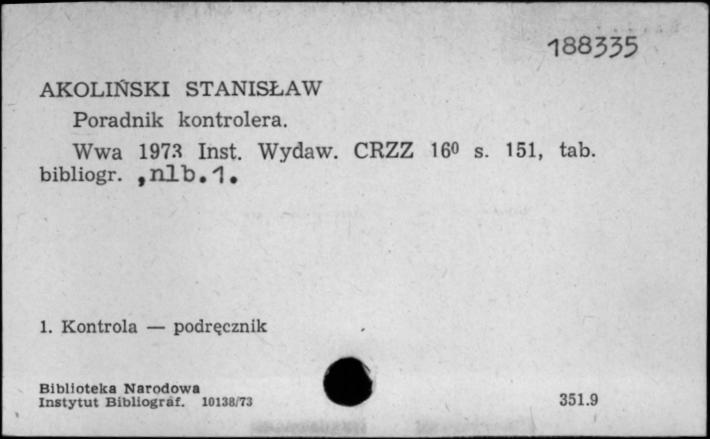 188335
AKOLIŃSKI STANISŁAW
Poradnik kontrolera.
Wwa 1973 Inst. Wydaw. CRZZ 16⁰ s. 151, tab.
bibliogr. ,nlb.1.
1. Kontrola — podręcznik
Biblioteka Narodowa
Instytut Bibliograf. 10138/73
351.9